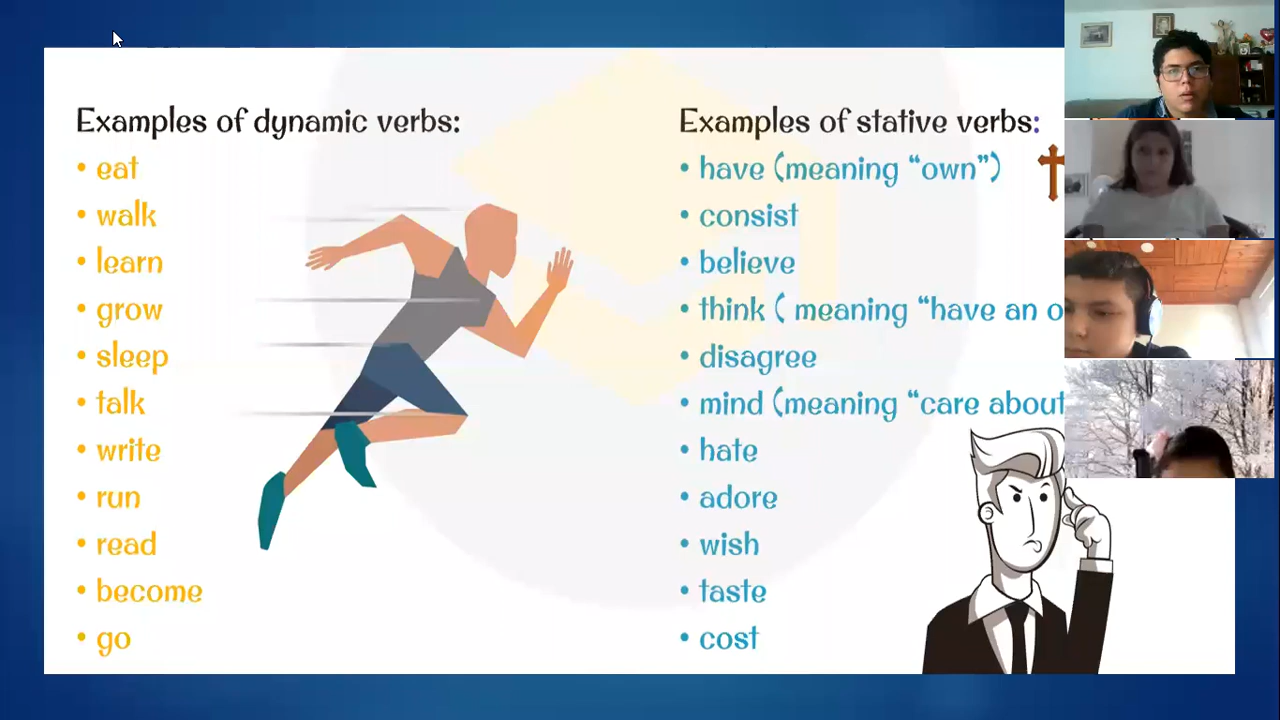 Examples of dynamic verbs:
• eat
• walk
• learn
• grow
• sleep
• talk
• write
• run
• read
• become
• go
Examples of stative verbs:
• have (meaning “own”)
• consist
• believe
• think ( meaning “have an o
• disagree
• mind (meaning “care about
• hate
• adore
• wish
• taste
• cost